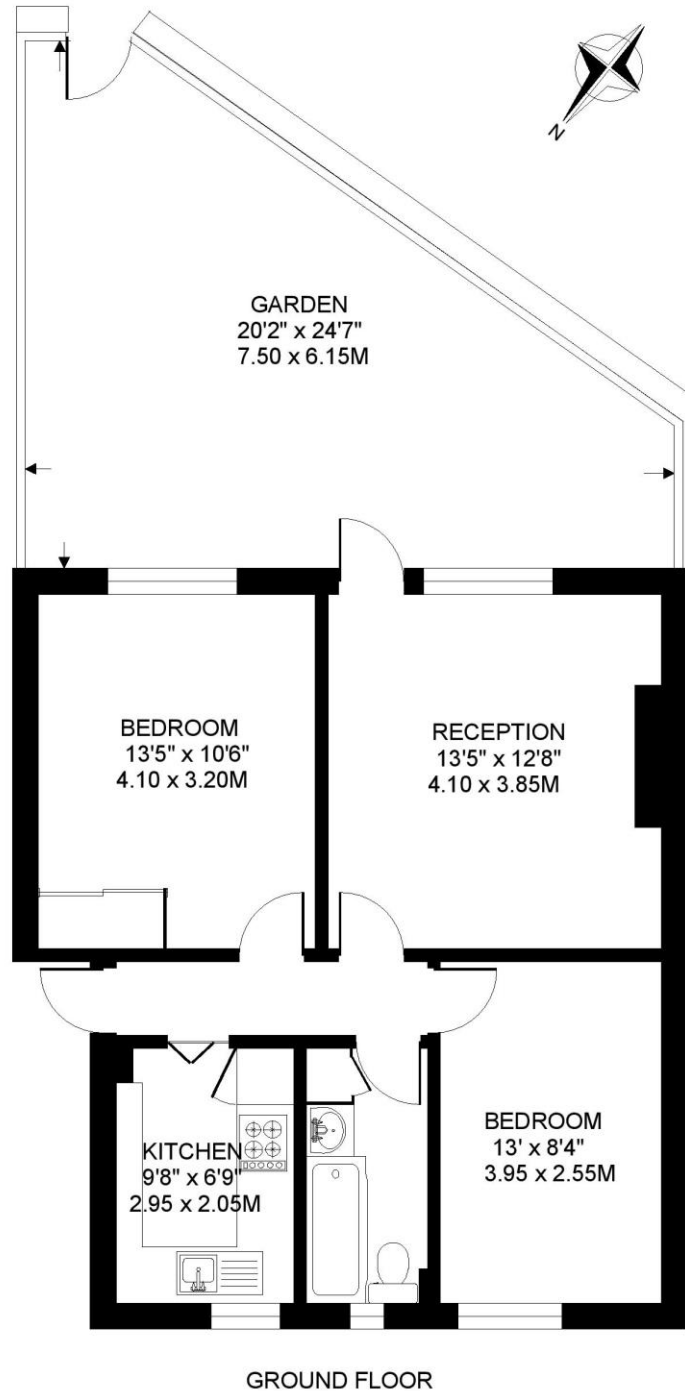 N
GARDEN
20'2" x 24'7"
7.50 x 6.15M
BEDROOM
13'5" x 10'6"
4.10 x 3.20M
RECEPTION
13'5" x 12'8"
4.10 x 3.85M
KITCHEN
9'8" x 6'9"
2.95 x 2.05M
BEDROOM
13' x 8'4"
3.95 x 2.55M
GROUND FLOOR